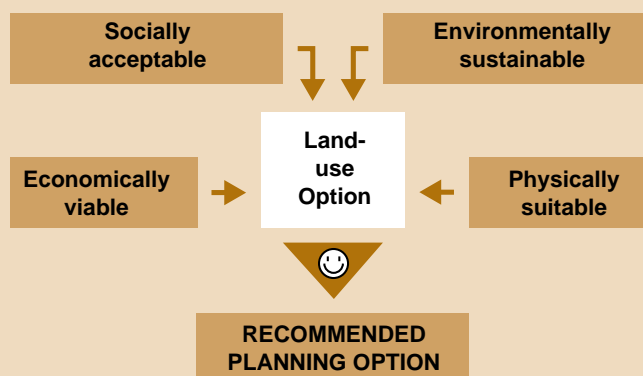 Socially
acceptable
Environmentally
sustainable
Land-
use
Option
Economically
viable
Physically
suitable
RECOMMENDED
PLANNING OPTION